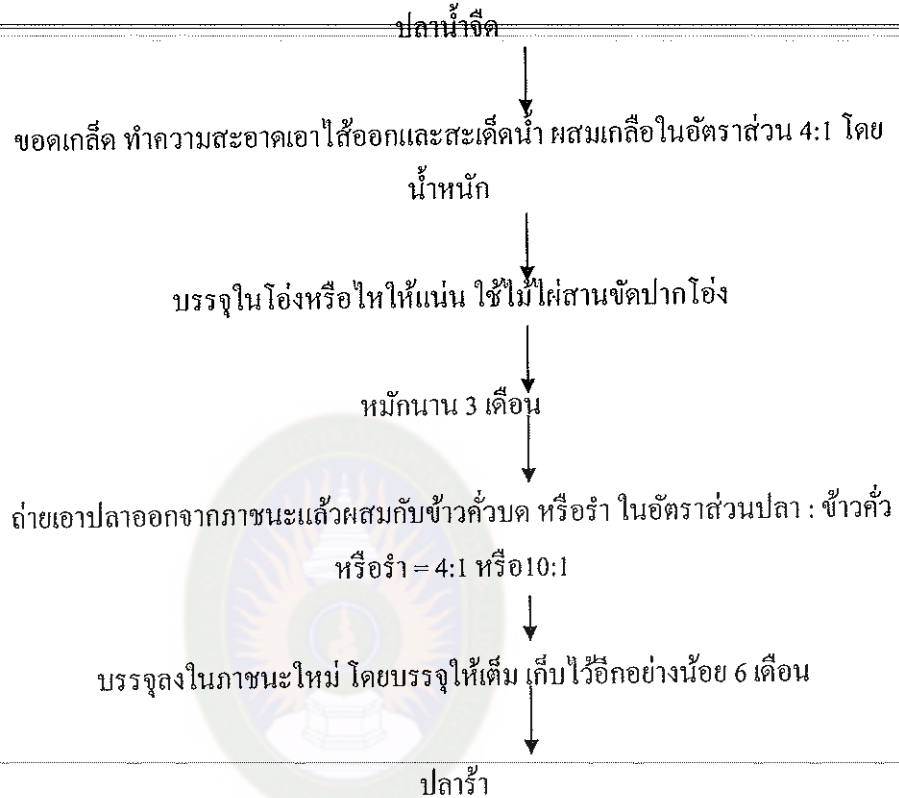 ปลาน้ำจืด
ขอดเกล็ด ทำความสะอาดเอาไส้ออกและสะเด็ดน้ำ ผสมเกลือในอัตราส่วน 4:1 โดย
น้ำหนัก
บรรจุในโอ่งหรือไหให้แน่น ใช้ไม้ไผ่สานขัดปากโอ่ง
หมักนาน 3 เดือน
ถ่ายเอาปลาออกจากภาชนะแล้วผสมกับข้าวคั่วบด หรือรำ ในอัตราส่วนปลา : ข้าวคั่ว
หรือรำ = 4:1 หรือ10:1
บรรจุลงในภาชนะใหม่ โดยบรรจุให้เต็ม เก็บไว้อีกอย่างน้อย 6 เดือน
ปลาร้า